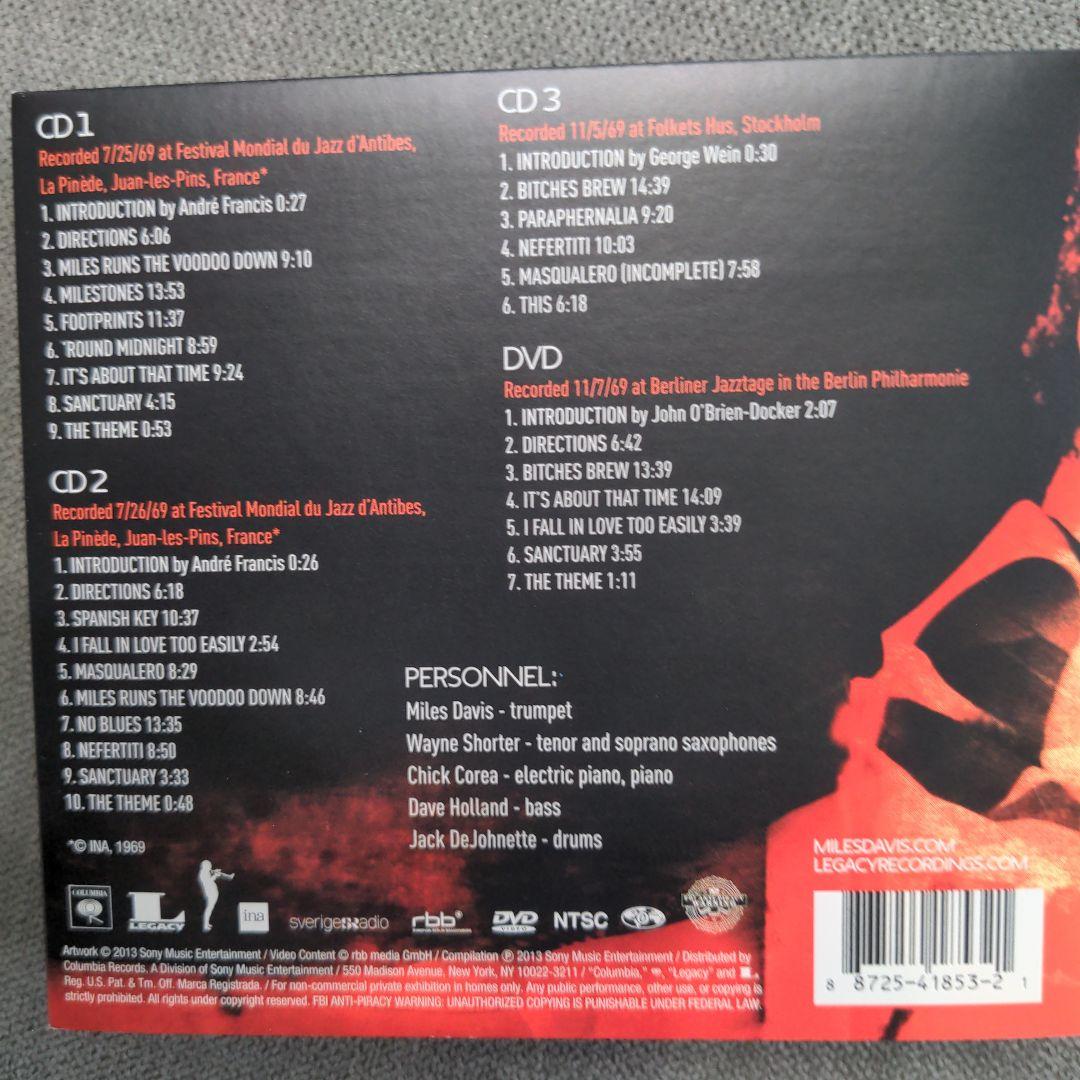 CD 1
Recorded 7/25/69 at Festival Mondial du Jazz d'Antibes,
La Pinède, Juan-les-Pins, France*
1. INTRODUCTION by André Francis 0:27
2. DIRECTIONS 6:06
3. MILES RUNS THE VOODOO DOWN 9:10
4. MILESTONES 13:53
5. FOOTPRINTS 11:37
6. 'ROUND MIDNIGHT 8:59
7. IT'S ABOUT THAT TIME 9:24
8. SANCTUARY 4:15
9. THE THEME 0:53
CD 2
Recorded 7/26/69 at Festival Mondial du Jazz d'Antibes,
La Pinède, Juan-les-Pins, France*
1. INTRODUCTION by André Francis 0:26
2. DIRECTIONS 6:18
3. SPANISH KEY 10:37
4. I FALL IN LOVE TOO EASILY 2:54
5. MASQUALERO 8:29
6. MILES RUNS THE VOODOO DOWN 8:46
7. NO BLUES 13:35
8. NEFERTITI 8:50
9. SANCTUARY 3:33
10. THE THEME 0:48
*© INA, 1969
CD 3
Recorded 11/5/69 at Folkets Hus, Stockholm
1. INTRODUCTION by George Wein 0:30
2. BITCHES BREW 14:39
3. PARAPHERNALIA 9:20
4. NEFERTITI 10:03
5. MASQUALERO (INCOMPLETE) 7:58
6. THIS 6:18
DVD
Recorded 11/7/69 at Berliner Jazztage in the Berlin Philharmonie
1. INTRODUCTION by John O'Brien-Docker 2:07
2. DIRECTIONS 6:42
3. BITCHES BREW 13:39
4. IT'S ABOUT THAT TIME 14:09
5. I FALL IN LOVE TOO EASILY 3:39
6. SANCTUARY 3:55
7. THE THEME 1:11
PERSONNEL:
Miles Davis - trumpet
Wayne Shorter - tenor and soprano saxophones
Chick Corea - electric piano, piano
Dave Holland - bass
Jack DeJohnette - drums
MILESDAVIS.COM
LEGACYRECORDINGS.COM
COLUMBIA
L LEGACY
ina
sveriges radio
rbb
DVD VIDEO
NTSC
Artwork © 2013 Sony Music Entertainment / Video Content © rbb media GmbH / Compilation ℗ 2013 Sony Music Entertainment / Distributed by
Columbia Records, A Division of Sony Music Entertainment / 550 Madison Avenue, New York, NY 10022-3211 / "Columbia," , "Legacy" and
Reg. U.S. Pat. & Tm. Off. Marca Registrada. / For non-commercial private exhibition in homes only. Any public performance, other use, or copying is
strictly prohibited. All rights under copyright reserved. FBI ANTI-PIRACY WARNING: UNAUTHORIZED COPYING IS PUNISHABLE UNDER FEDERAL LAW.
8 8725-41853-2 1